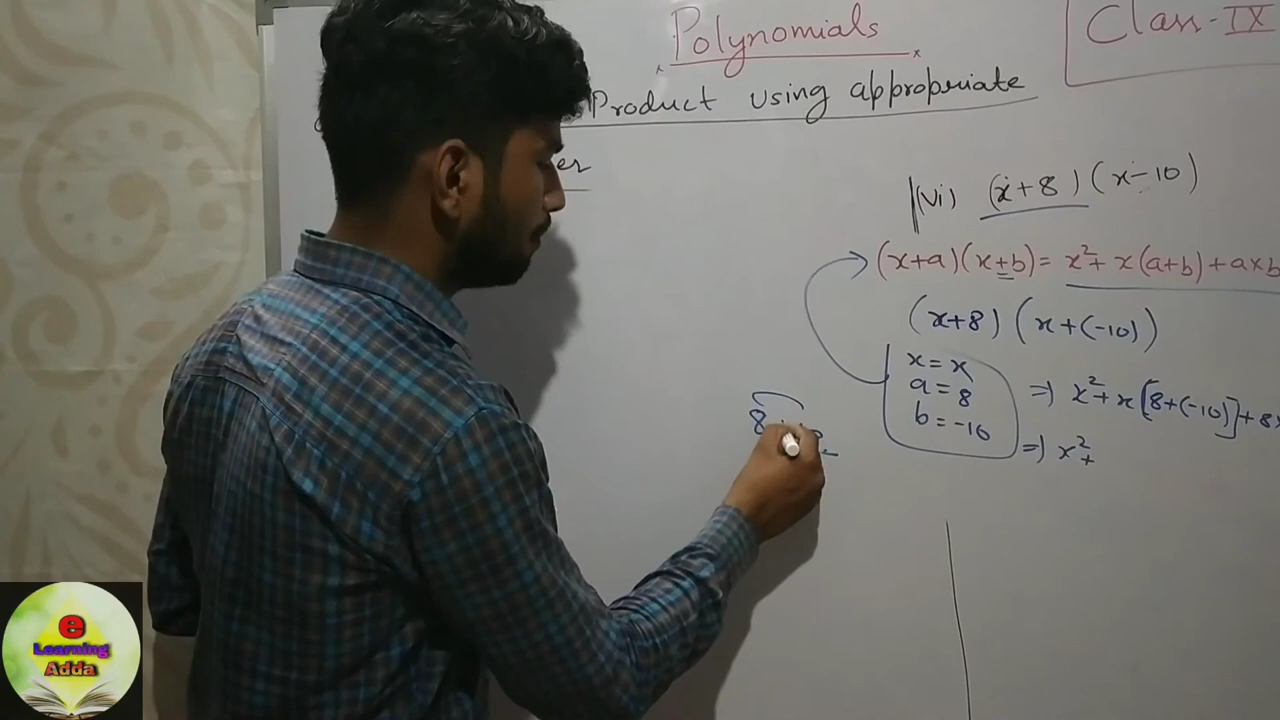 Polynomials
Class-IX
Product using appropriate
(vi) (x+8)(x-10)
(x+a)(x+b) = x²+ x(a+b)+a×b
(x+8) (x+(-10))
x = x
a = 8
b = -10
=) x²+ x[8+(-10)]+8×
=) x²+
8
e
Learning
Adda